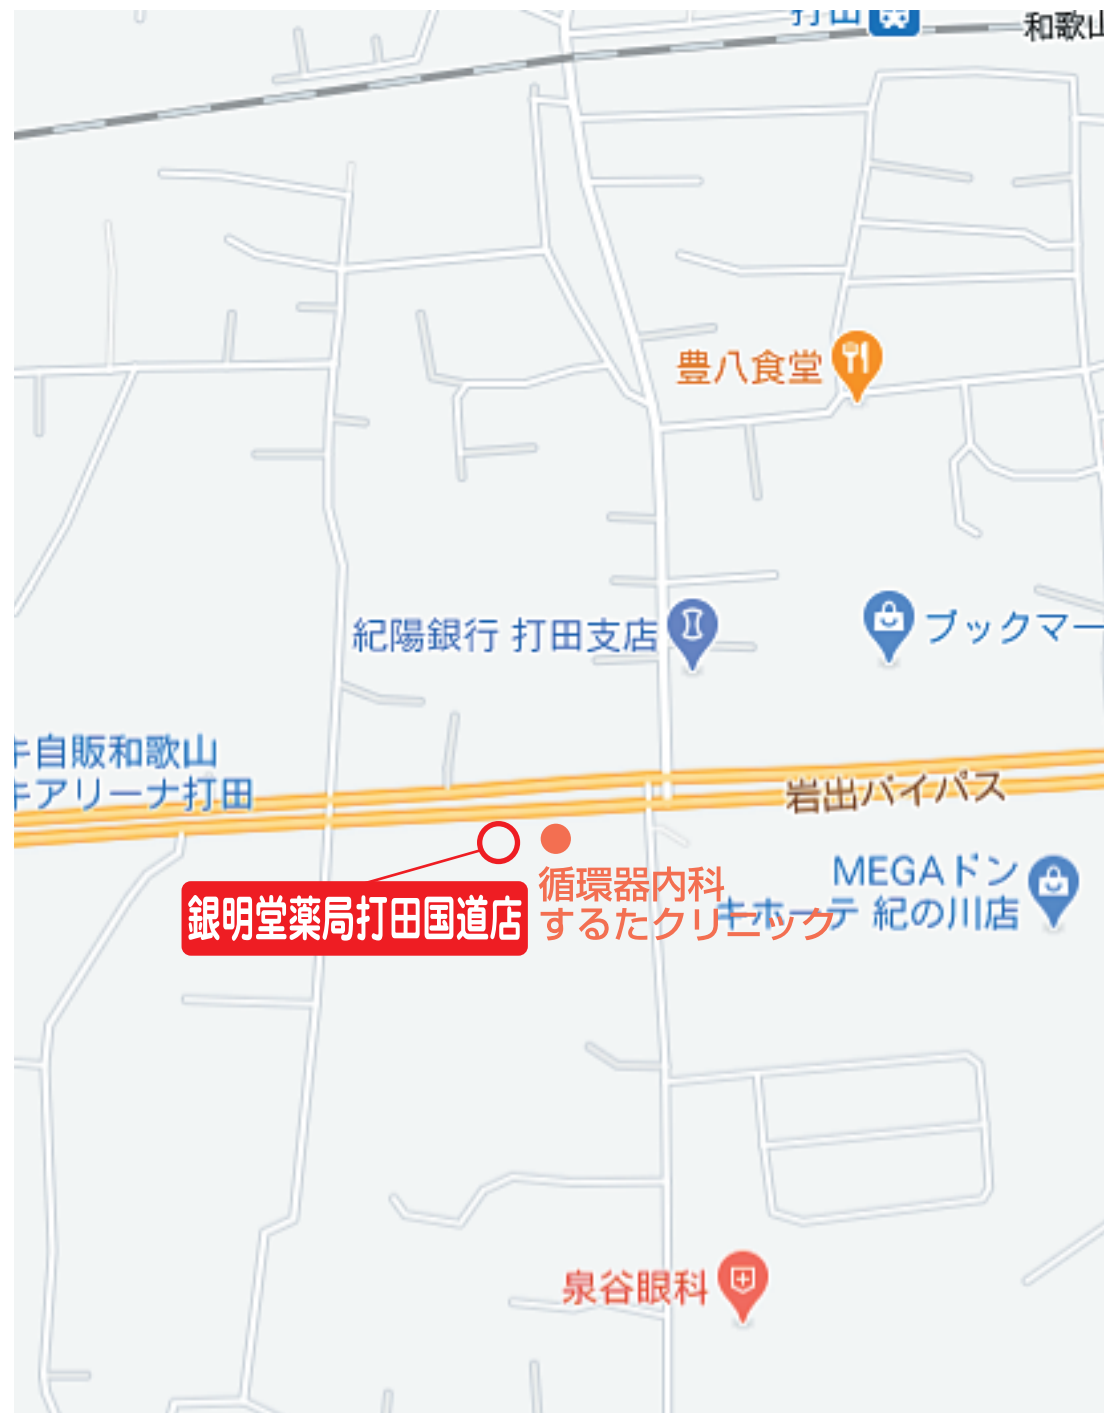 打田
和歌山
豊八食堂
紀陽銀行 打田支店
ブックマー
キ自販和歌山
キアリーナ打田
岩出バイパス
循環器内科
するたクリニック
銀明堂薬局打田国道店
MEGAドン
キホーテ 紀の川店
泉谷眼科